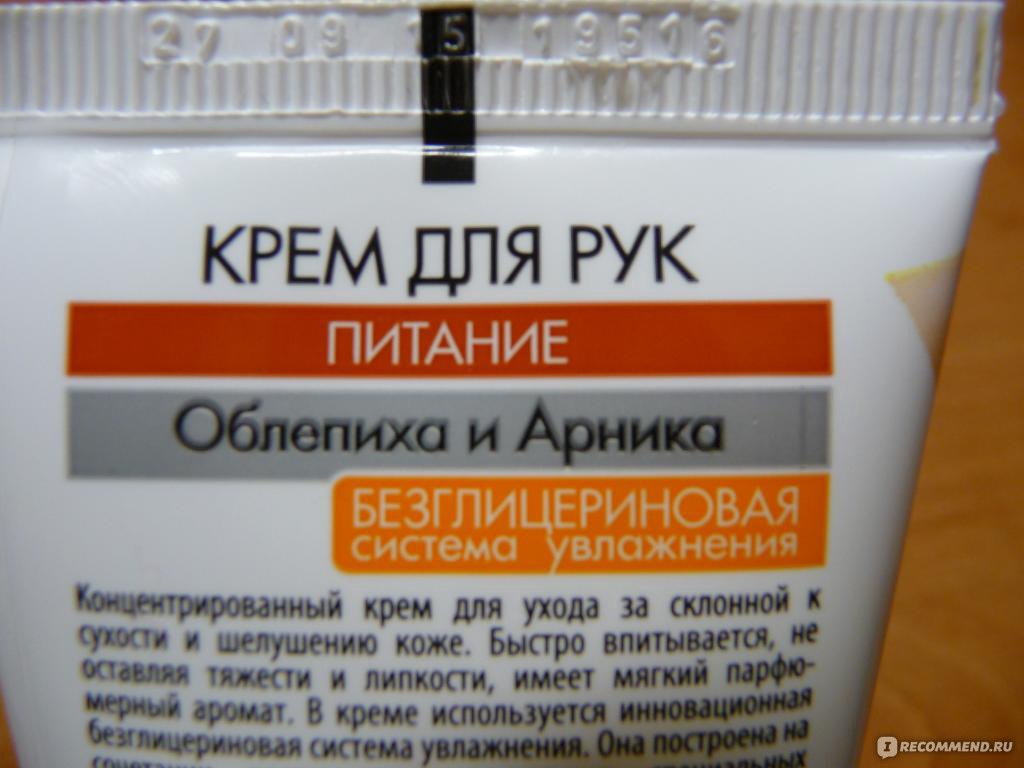 27 09 15 19516
КРЕМ ДЛЯ РУК
ПИТАНИЕ
Облепиха и Арника
БЕЗГЛИЦЕРИНОВАЯ
система увлажнения
Концентрированный крем для ухода за склонной к
сухости и шелушению коже. Быстро впитывается, не
оставляя тяжести и липкости, имеет мягкий парфю-
мерный аромат. В креме используется инновационная
безглицериновая система увлажнения. Она построена на
IRECOMMEND.RU